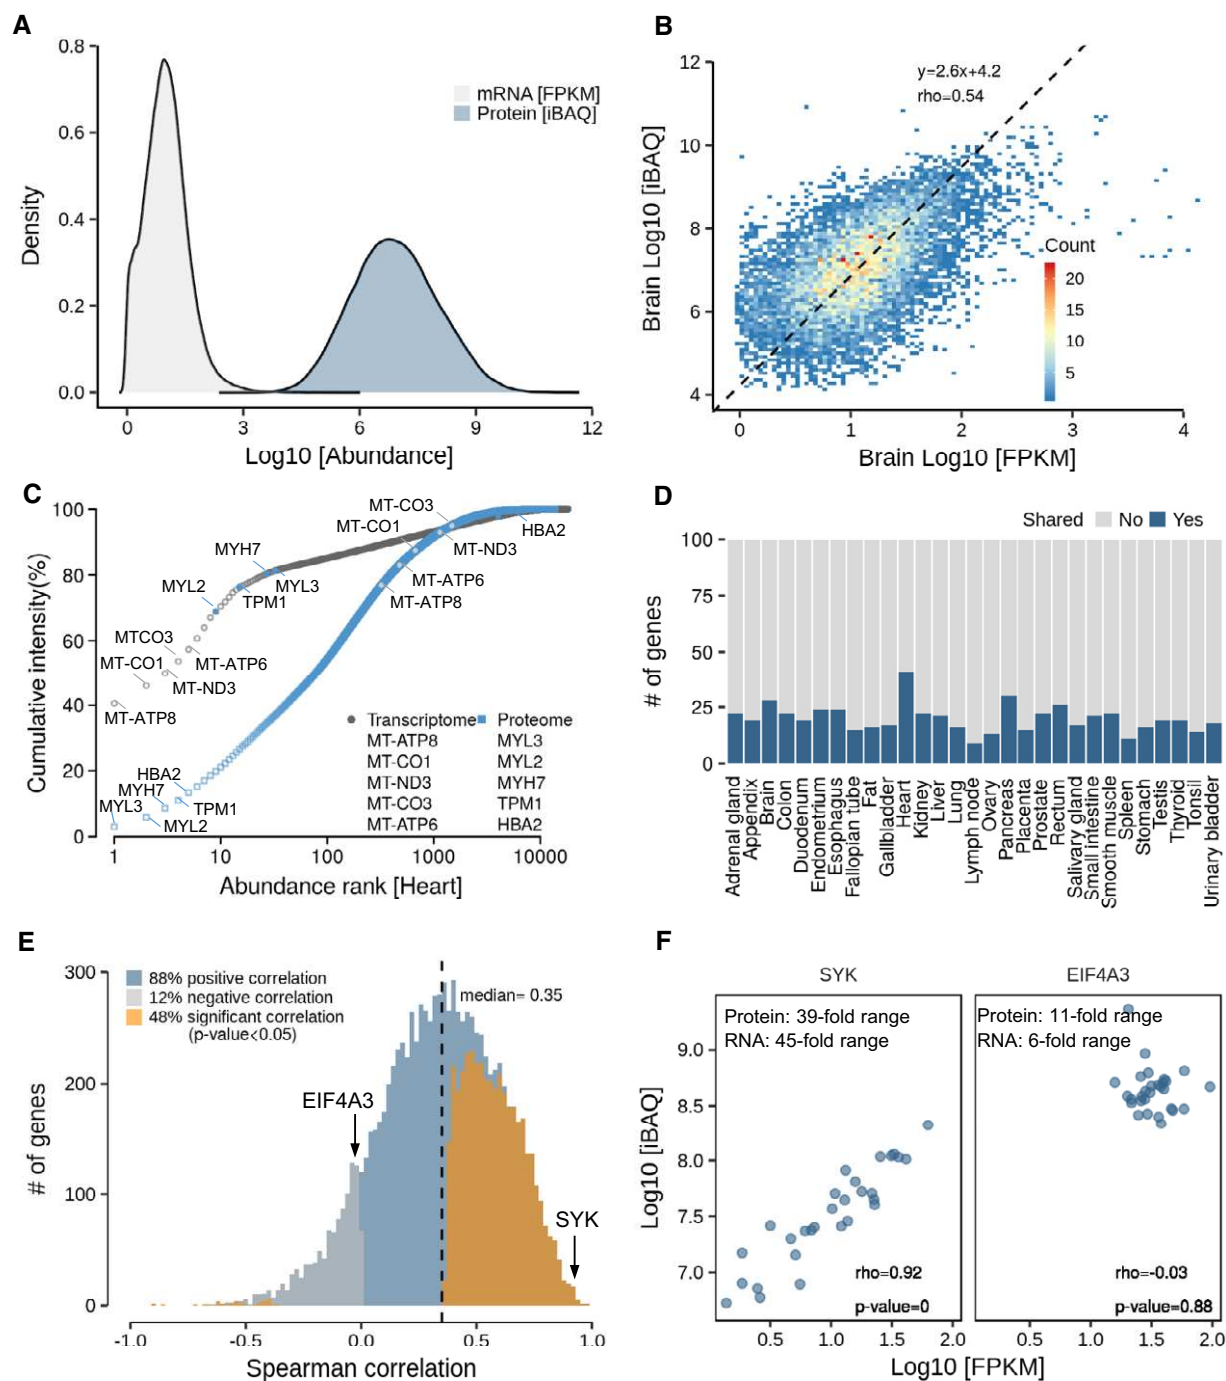 A
0.8
0.6
0.4
0.2
0.0
Density
mRNA [FPKM]
Protein [iBAQ]
0 3 6 9 12
Log10 [Abundance]
B
12
10
8
6
4
Brain Log10 [iBAQ]
y=2.6x+4.2
rho=0.54
Count
20
15
10
5
0 1 2 3 4
Brain Log10 [FPKM]
C
100
80
60
40
20
0
Cumulative intensity(%)
MT-CO3
MT-CO1
HBA2
MT-ND3
MYH7
MYL2
MYL3
TPM1
MT-ATP6
MT-ATP8
MTCO3
MT-CO1
MT-ATP6
MT-ND3
MT-ATP8
HBA2
MYH7
MYL3
TPM1
MYL2
Transcriptome Proteome
MT-ATP8 MYL3
MT-CO1 MYL2
MT-ND3 MYH7
MT-CO3 TPM1
MT-ATP6 HBA2
1 10 100 1000 10000
Abundance rank [Heart]
D
Shared No Yes
100
75
50
25
0
# of genes
Adrenal gland
Appendix
Brain
Colon
Duodenum
Endometrium
Esophagus
Fallopian tube
Fat
Gallbladder
Heart
Kidney
Liver
Lung
Lymph node
Ovary
Pancreas
Placenta
Prostate
Rectum
Salivary gland
Small intestine
Smooth muscle
Spleen
Stomach
Testis
Thyroid
Tonsil
Urinary bladder
E
300
200
100
0
# of genes
88% positive correlation
12% negative correlation
48% significant correlation
(p-value<0.05)
median= 0.35
EIF4A3
SYK
-1.0 -0.5 0.0 0.5 1.0
Spearman correlation
F
SYK EIF4A3
Protein: 39-fold range
RNA: 45-fold range
Protein: 11-fold range
RNA: 6-fold range
9.0
8.5
8.0
7.5
7.0
Log10 [iBAQ]
rho=0.92
p-value=0
rho=-0.03
p-value=0.88
0.5 1.0 1.5 2.0 0.5 1.0 1.5 2.0
Log10 [FPKM]